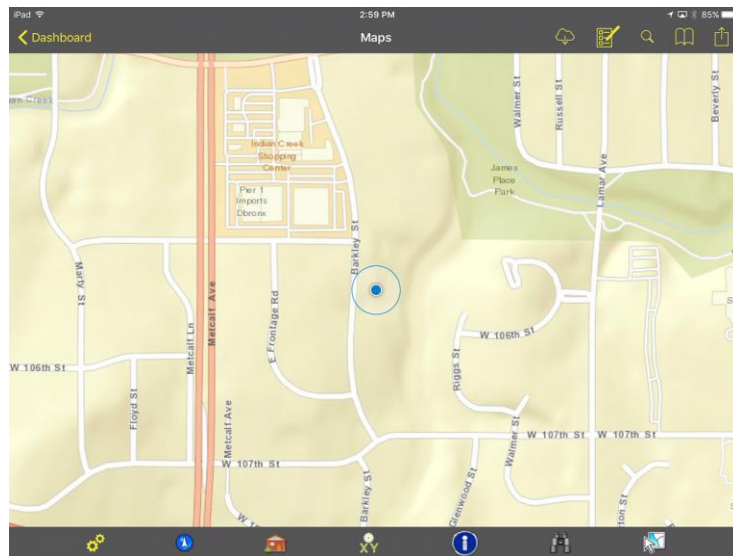 iPad
2:59 PM
85%
Dashboard
Maps
Creek
Walmer St
Russell St
Beverly St
Indian Creek
Shopping
Center
James
Place
Park
Lamar Ave
Pier 1
Imports
Dbronx
Barkley St
Marty St
Metcalf Ave
Metcalf Ln
E Frontage Rd
W 106th St
Riggs St
W 106th St
Floyd St
Metcalf Ave
Walmer St
W 107th St
W 107th St
W 107th St
Barkley St
Glenwood St
ton St
XY